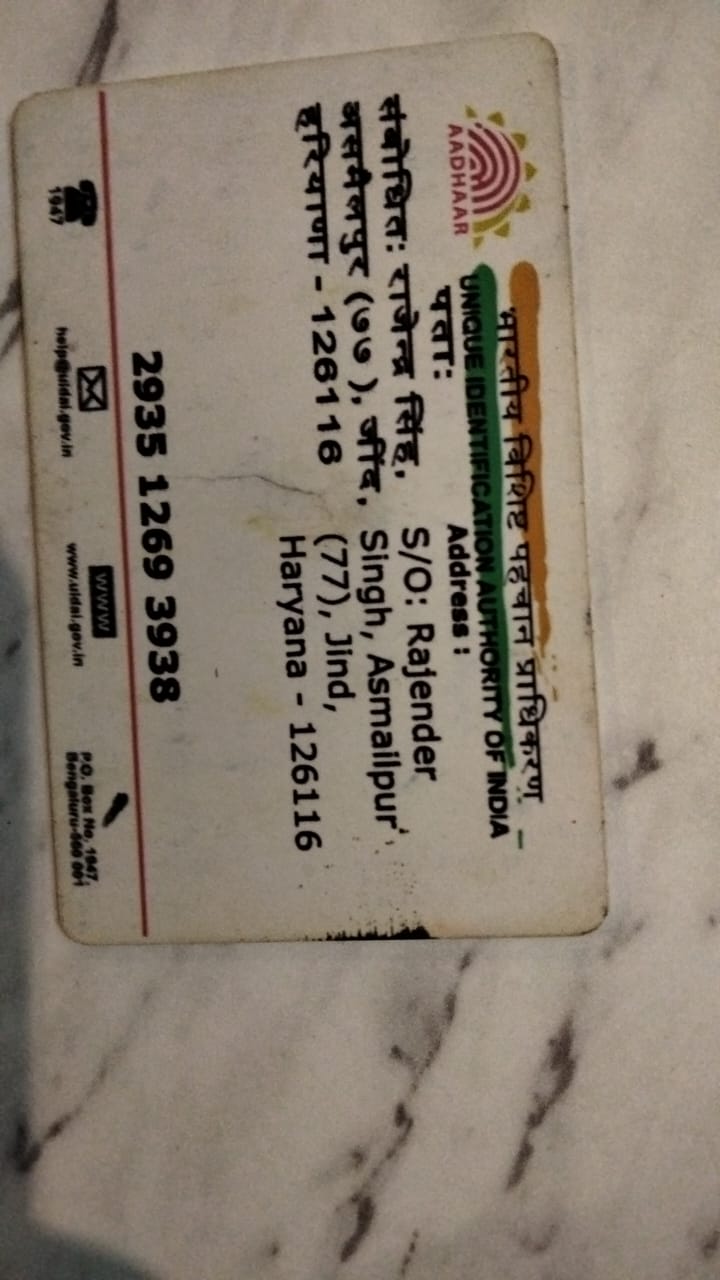 भारतीय विशिष्ट पहचान प्राधिकरण
UNIQUE IDENTIFICATION AUTHORITY OF INDIA
AADHAAR
पता:
संबोधित: राजेन्द्र सिंह,
असमैलपुर (७७ ), जींद,
हरियाणा - 126116
Address :
S/O: Rajender
Singh, Asmailpur
(77), Jind,
Haryana - 126116
2935 1269 3938
1947
help@uidai.gov.in
www
www.uidai.gov.in
P.O. Box No. 1947,
Bengaluru-560 001